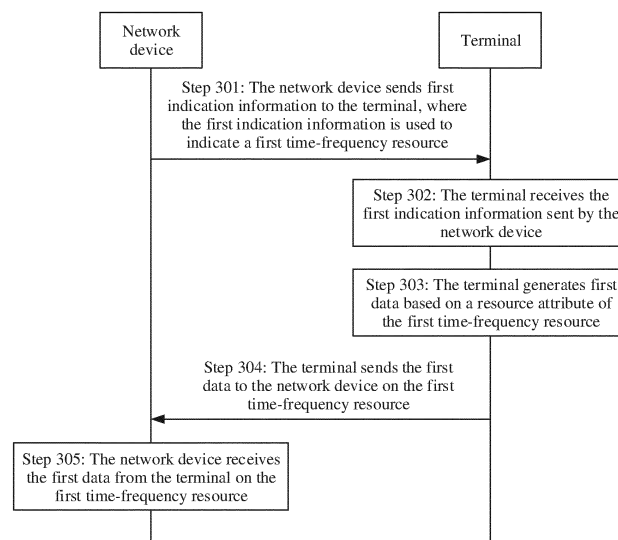 Network
device
Terminal
Step 301: The network device sends first
indication information to the terminal, where
the first indication information is used to
indicate a first time-frequency resource
Step 302: The terminal receives the
first indication information sent by the
network device
Step 303: The terminal generates first
data based on a resource attribute of
the first time-frequency resource
Step 304: The terminal sends the first
data to the network device on the first
time-frequency resource
Step 305: The network device receives
the first data from the terminal on the
first time-frequency resource